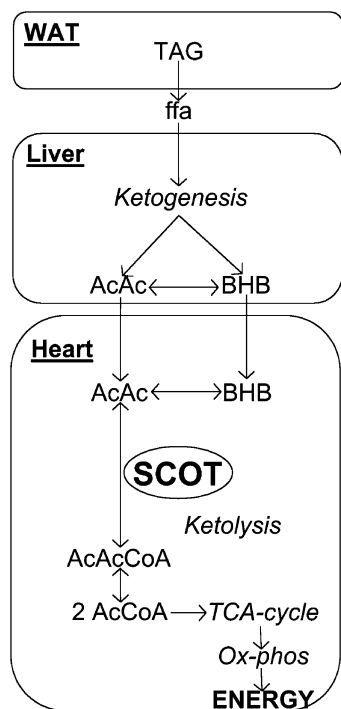 WAT
TAG
ffa
Liver
Ketogenesis
AcAc BHB
Heart
AcAc BHB
SCOT
Ketolysis
AcAcCoA
2 AcCoA TCA-cycle
Ox-phos
ENERGY